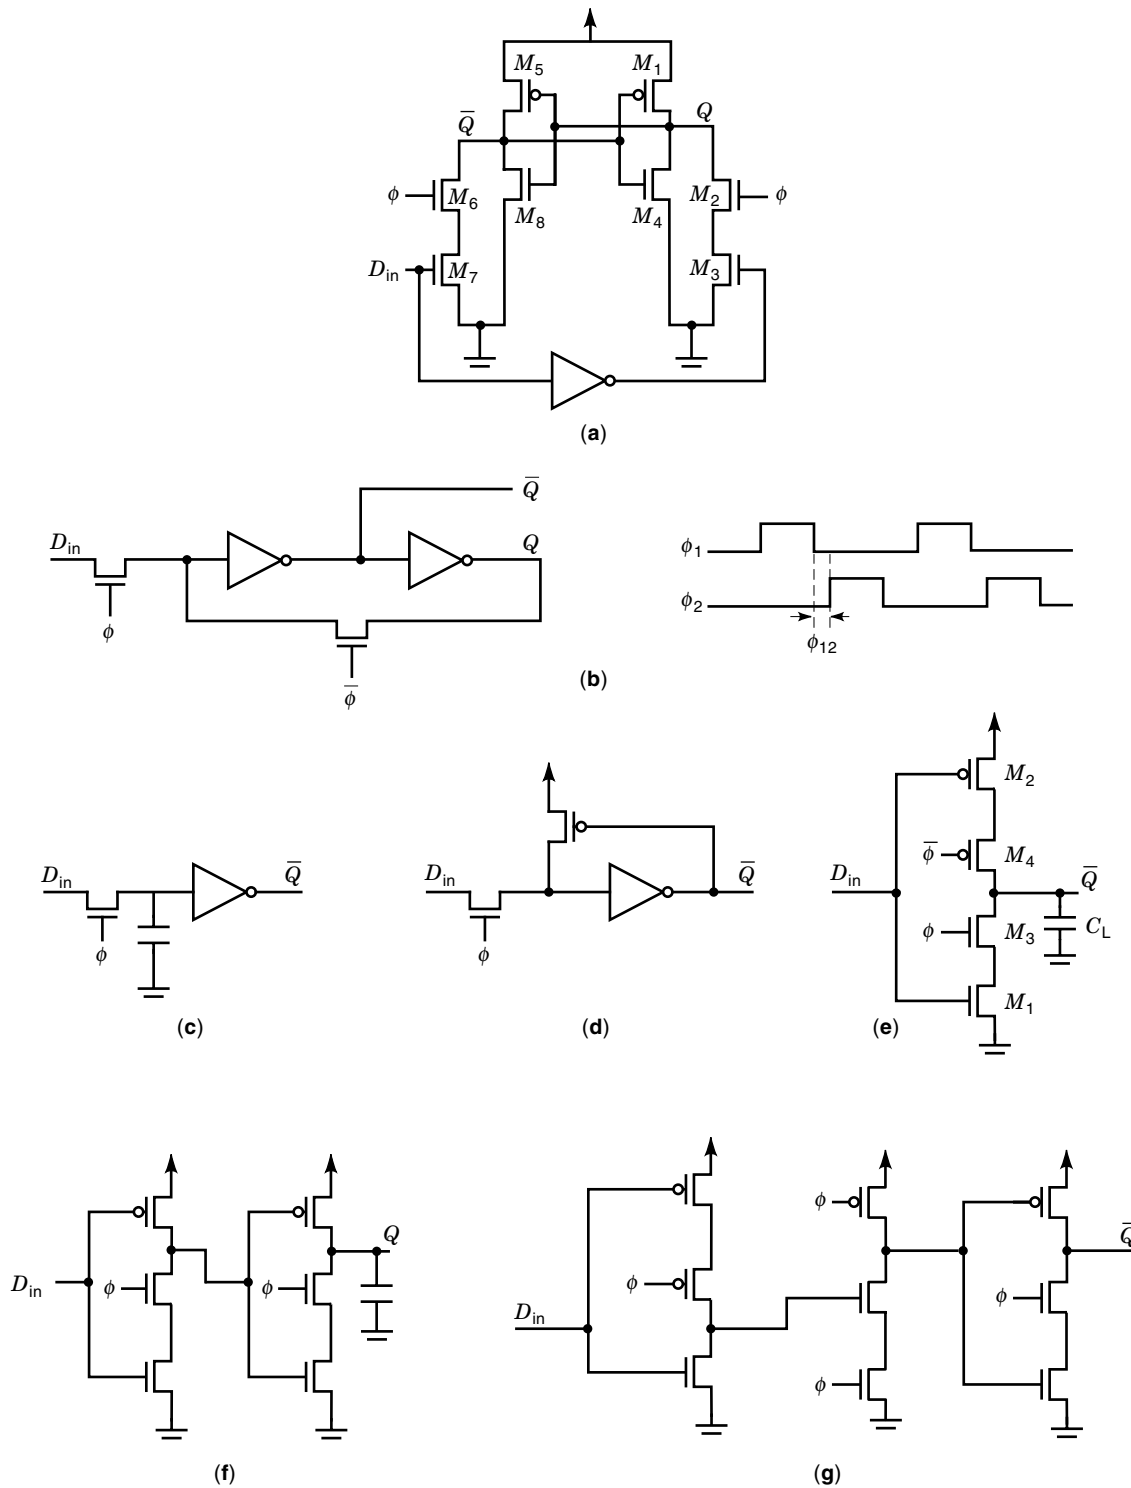 M5 M1
Q̅ Q
ϕ M6 M8 M4 M2 ϕ
Din M7 M3
(a)
Din Q̅ Q
ϕ
ϕ̅
ϕ1
ϕ2
ϕ12
(b)
Din Q̅
ϕ
(c)
Din Q̅
ϕ
(d)
M2
ϕ̅ M4
Din Q̅
ϕ M3 CL
M1
(e)
Q
Din ϕ ϕ
(f)
ϕ
Q̅
ϕ ϕ
Din
ϕ
(g)